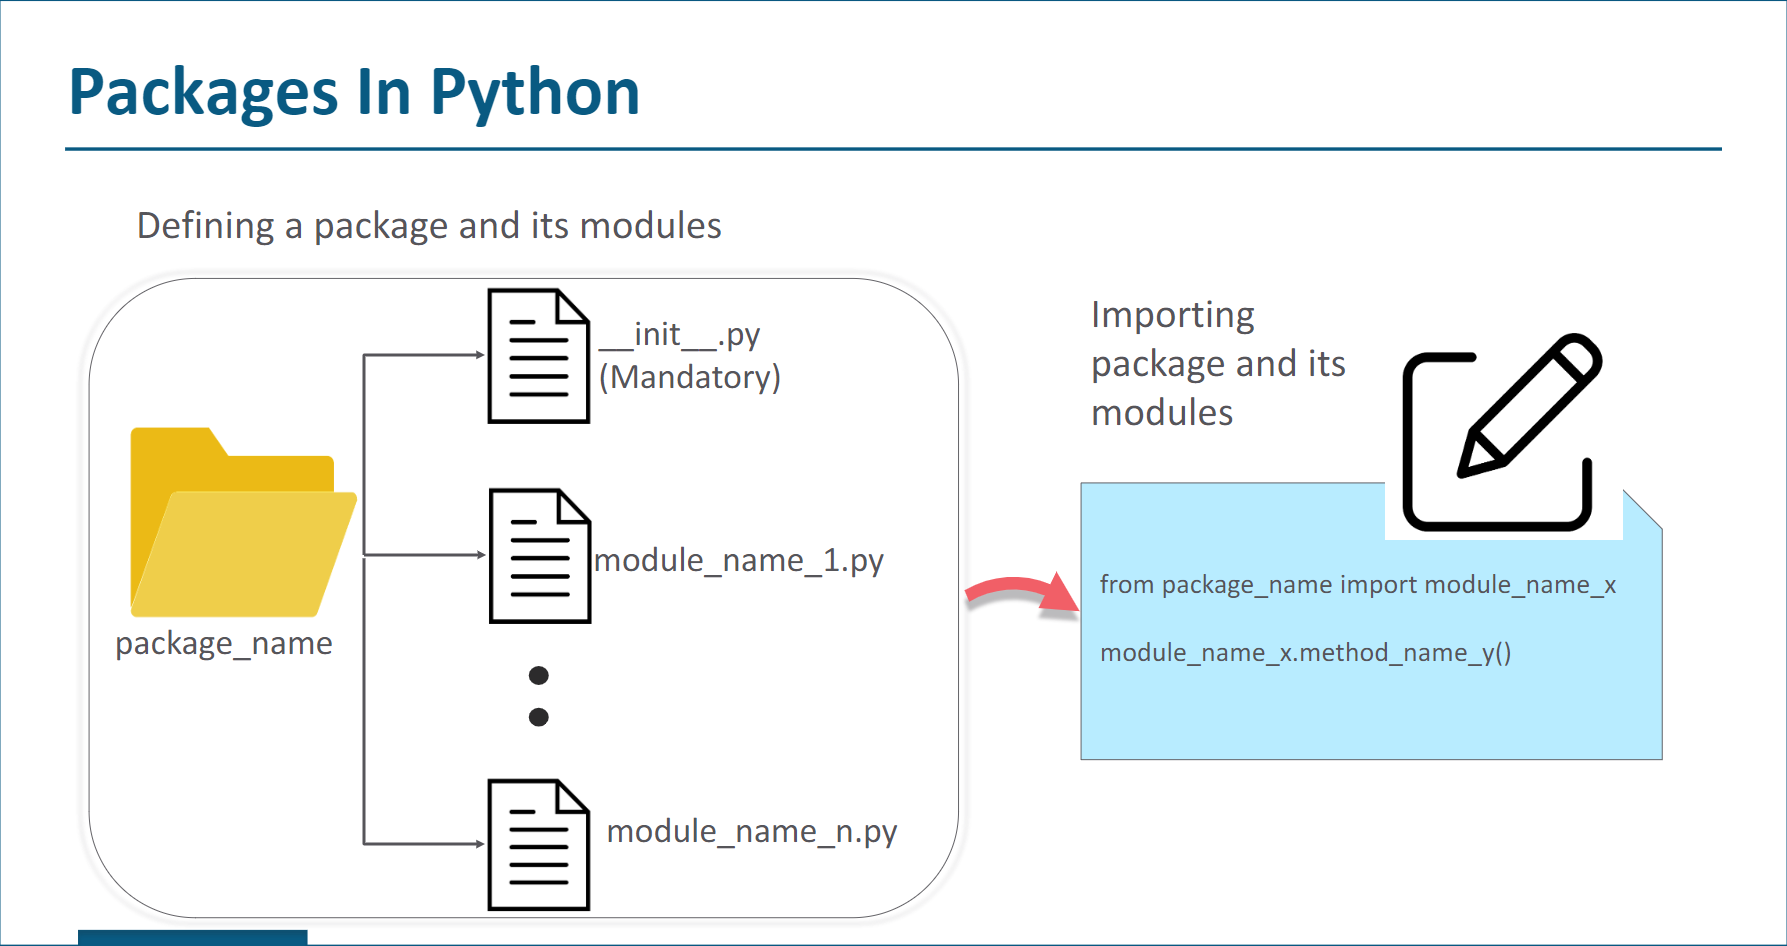 Packages In Python
Defining a package and its modules
__init__.py
(Mandatory)
package_name
module_name_1.py
module_name_n.py
Importing
package and its
modules
from package_name import module_name_x
module_name_x.method_name_y()